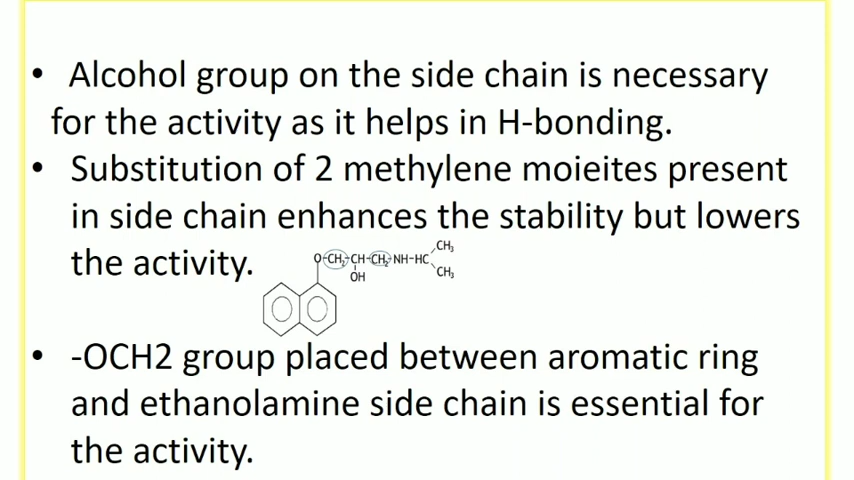 • Alcohol group on the side chain is necessary
for the activity as it helps in H-bonding.
• Substitution of 2 methylene moieites present
in side chain enhances the stability but lowers
the activity.
CH₃
O-CH₂-CH-CH₂-NH-HC
OH
CH₃
• -OCH2 group placed between aromatic ring
and ethanolamine side chain is essential for
the activity.